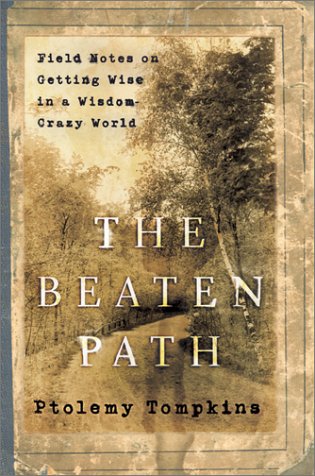 Field Notes on
Getting Wise
in a Wisdom-
Crazy World
THE
BEATEN
PATH
Ptolemy Tompkins